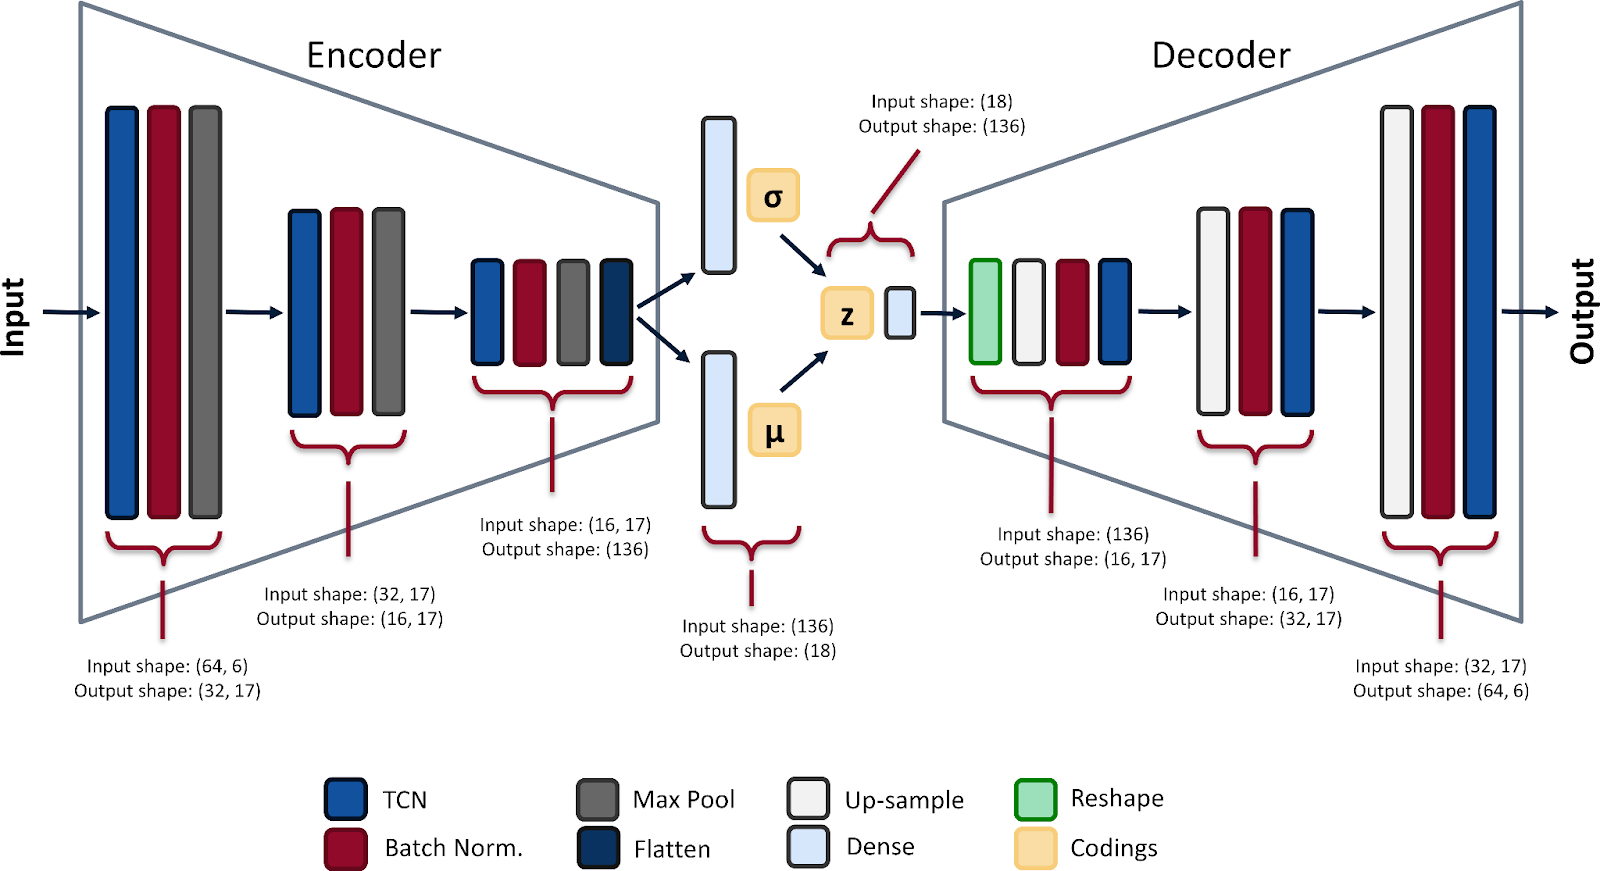 Encoder
Decoder
Input shape: (18)
Output shape: (136)
σ
z
μ
Input
Output
Input shape: (16, 17)
Output shape: (136)
Input shape: (136)
Output shape: (16, 17)
Input shape: (32, 17)
Output shape: (16, 17)
Input shape: (16, 17)
Output shape: (32, 17)
Input shape: (136)
Output shape: (18)
Input shape: (64, 6)
Output shape: (32, 17)
Input shape: (32, 17)
Output shape: (64, 6)
TCN
Max Pool
Up-sample
Reshape
Batch Norm.
Flatten
Dense
Codings